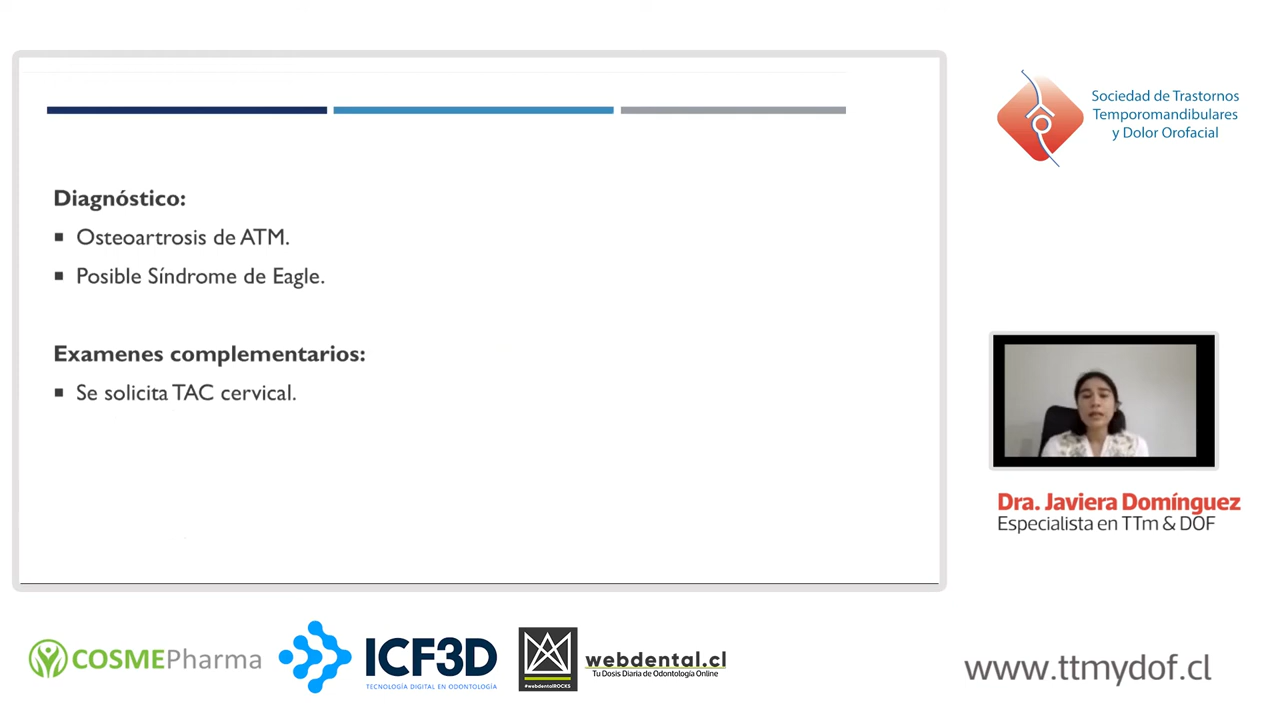 Diagnóstico:
Osteoartrosis de ATM.
Posible Síndrome de Eagle.
Examenes complementarios:
Se solicita TAC cervical.
Sociedad de Trastornos
Temporomandibulares
y Dolor Orofacial
Dra. Javiera Domínguez
Especialista en TTm & DOF
COSMEPharma
ICF3D
TECNOLOGÍA DIGITAL EN ODONTOLOGÍA
#webdentalROCKS
webdental.cl
Tu Dosis Diaria de Odontología Online
www.ttmydof.cl